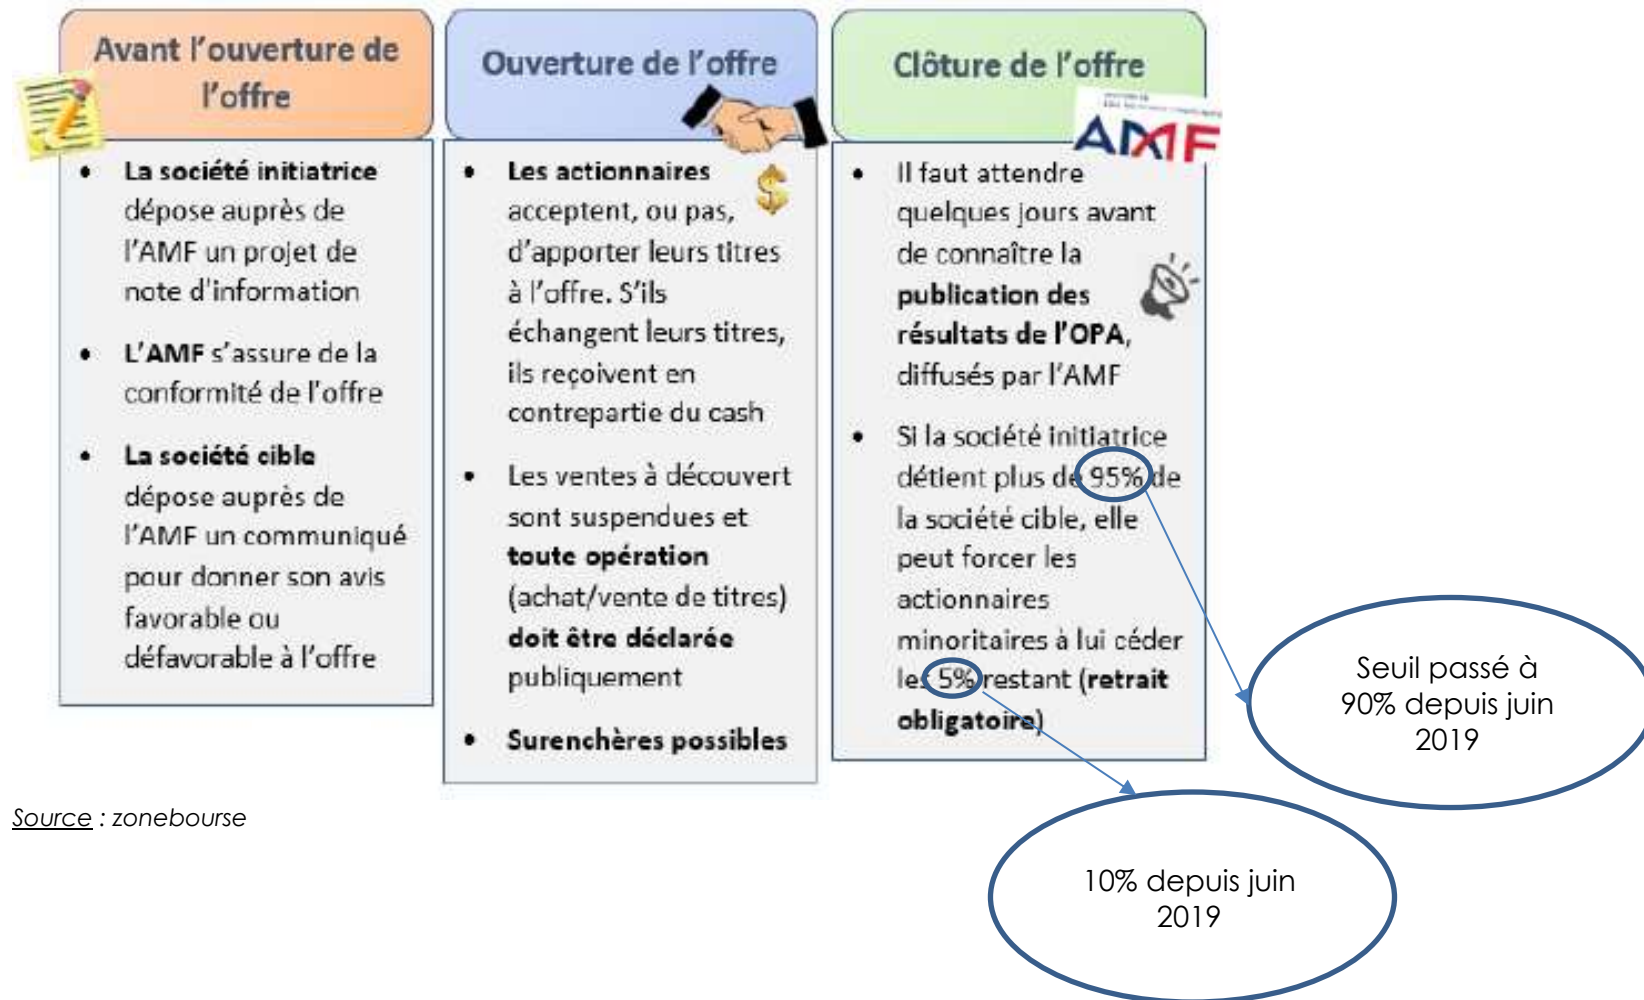 Avant l'ouverture de
l'offre
• La société initiatrice
dépose auprès de
l'AMF un projet de
note d'information
• L'AMF s'assure de la
conformité de l'offre
• La société cible
dépose auprès de
l'AMF un communiqué
pour donner son avis
favorable ou
défavorable à l'offre
Ouverture de l'offre
• Les actionnaires
acceptent, ou pas,
d'apporter leurs titres
à l'offre. S'ils
échangent leurs titres,
ils reçoivent en
contrepartie du cash
• Les ventes à découvert
sont suspendues et
toute opération
(achat/vente de titres)
doit être déclarée
publiquement
• Surenchères possibles
Clôture de l'offre
AMF
• Il faut attendre
quelques jours avant
de connaître la
publication des
résultats de l'OPA,
diffusés par l'AMF
• Si la société initiatrice
détient plus de 95% de
la société cible, elle
peut forcer les
actionnaires
minoritaires à lui céder
les 5% restant (retrait
obligatoire)
Seuil passé à
90% depuis juin
2019
10% depuis juin
2019
Source : zonebourse